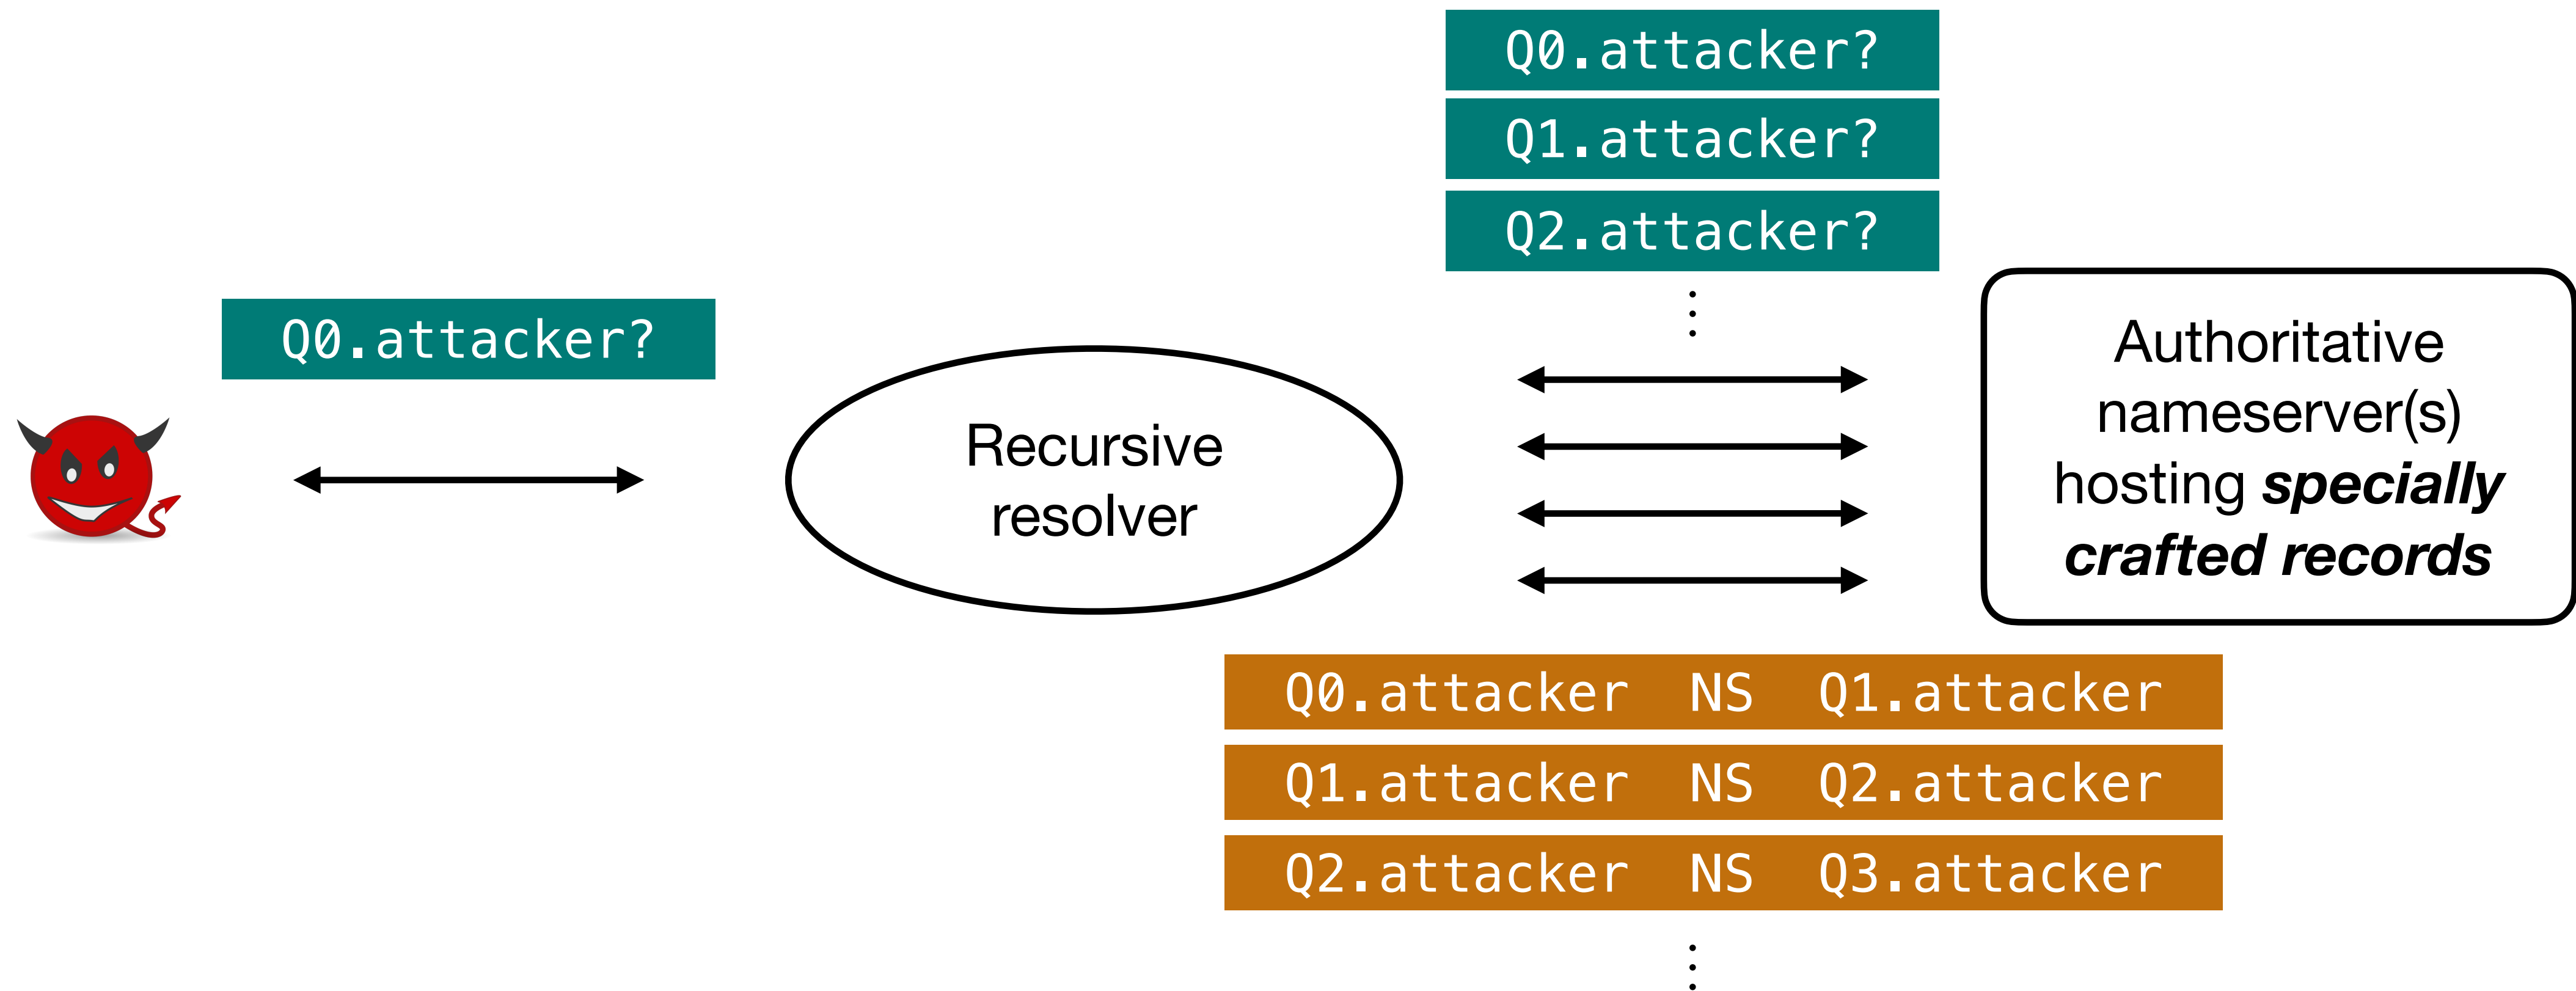 Q0.attacker?
Q1.attacker?
Q2.attacker?
Q0.attacker?
Recursive
resolver
Authoritative
nameserver(s)
hosting specially
crafted records
Q0.attacker NS Q1.attacker
Q1.attacker NS Q2.attacker
Q2.attacker NS Q3.attacker